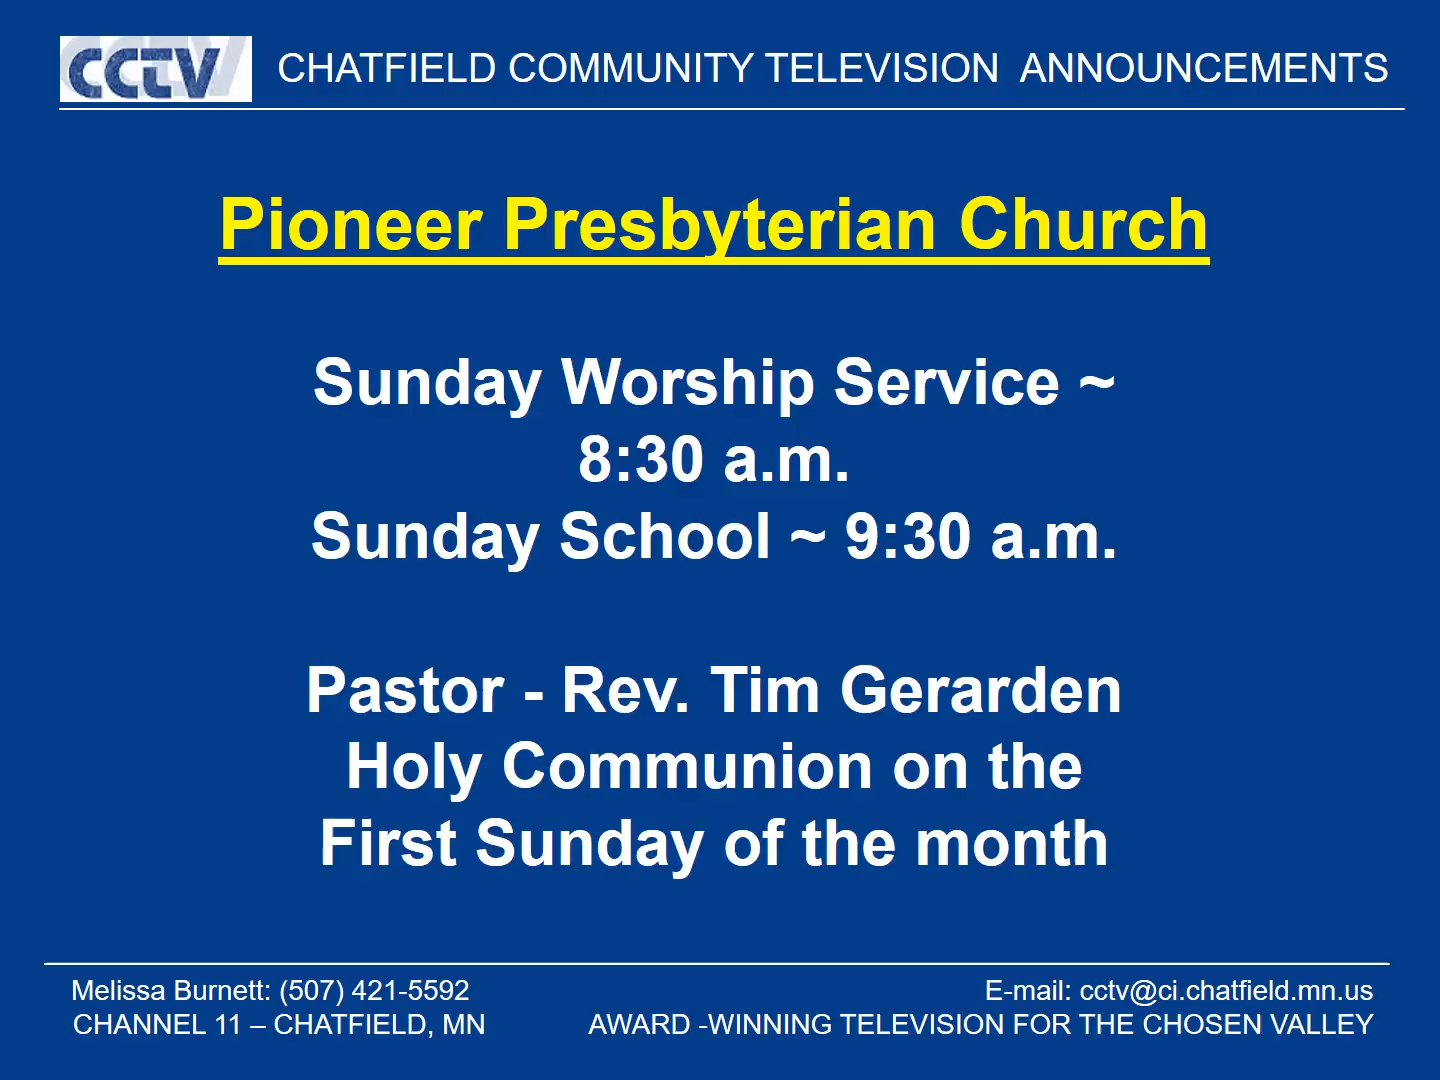 CCTV CHATFIELD COMMUNITY TELEVISION ANNOUNCEMENTS
Pioneer Presbyterian Church
Sunday Worship Service ~
8:30 a.m.
Sunday School ~ 9:30 a.m.
Pastor - Rev. Tim Gerarden
Holy Communion on the
First Sunday of the month
Melissa Burnett: (507) 421-5592 E-mail: cctv@ci.chatfield.mn.us
CHANNEL 11 – CHATFIELD, MN AWARD -WINNING TELEVISION FOR THE CHOSEN VALLEY